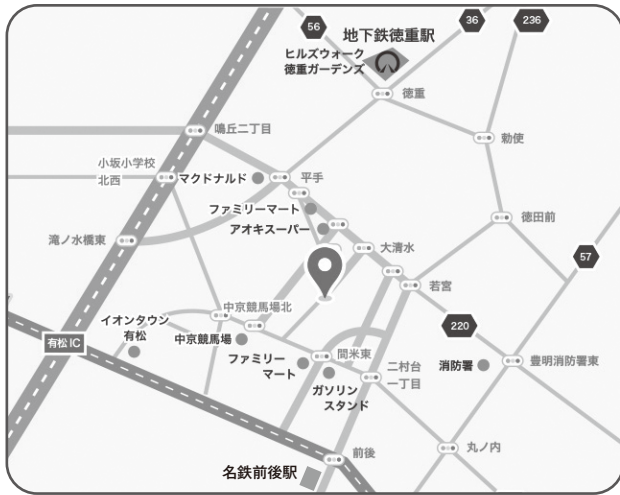 56
36
236
地下鉄徳重駅
ヒルズウォーク
徳重ガーデンズ
徳重
鳴丘二丁目
勅使
小坂小学校
北西
マクドナルド
平手
ファミリーマート
アオキスーパー
徳田前
滝ノ水橋東
大清水
57
若宮
中京競馬場北
イオンタウン
有松
220
有松IC
中京競馬場
ファミリー
マート
間米東
ガソリン
スタンド
二村台
一丁目
消防署
豊明消防署東
前後
丸ノ内
名鉄前後駅